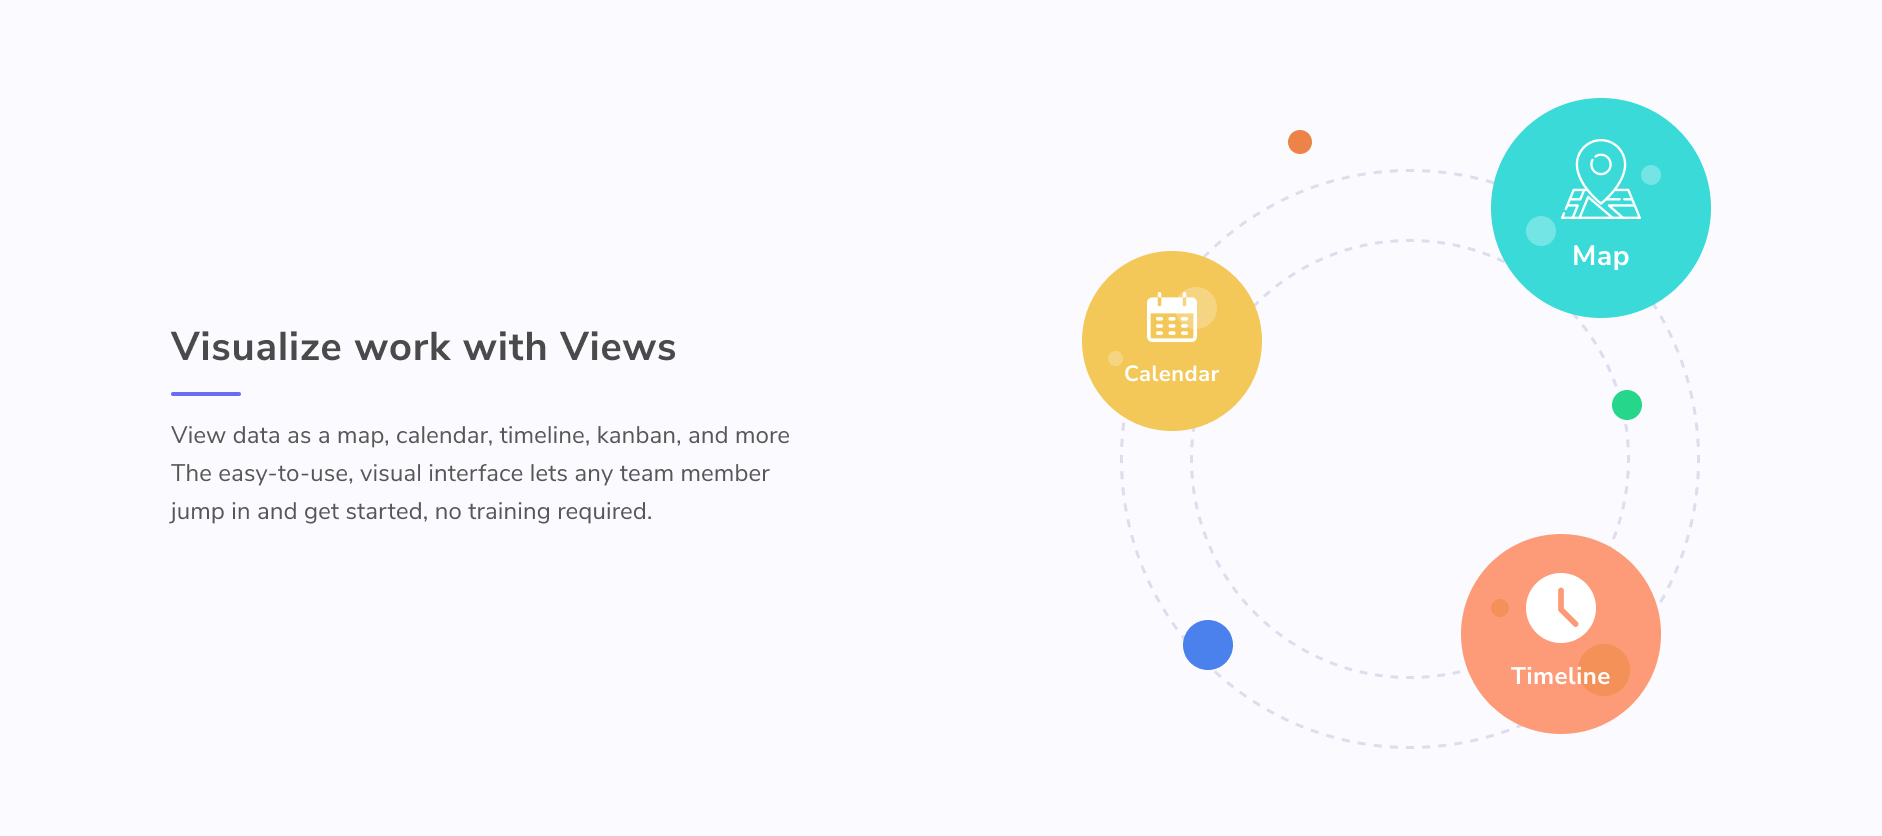 Visualize work with Views
View data as a map, calendar, timeline, kanban, and more
The easy-to-use, visual interface lets any team member
jump in and get started, no training required.
Map
Calendar
Timeline